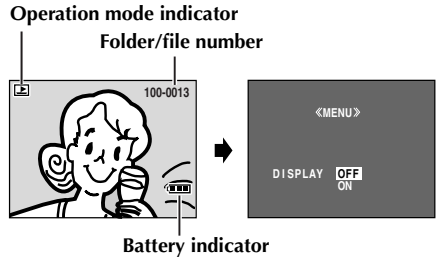 Operation mode indicator
Folder/file number
100-0013
《MENU》
DISPLAY OFF
ON
Battery indicator